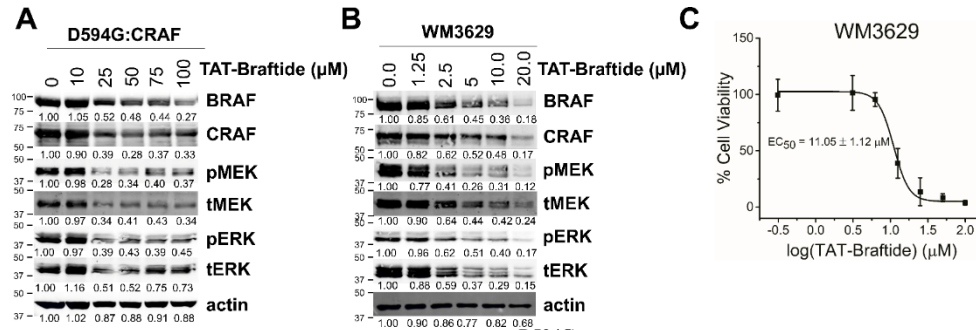 A
D594G:CRAF
0 10 25 50 75 100 TAT-Braftide (µM)
100
75
BRAF
1.00 1.05 0.52 0.48 0.44 0.27
75
50
CRAF
1.00 0.90 0.39 0.28 0.37 0.33
50
37
pMEK
1.00 0.98 0.28 0.34 0.40 0.37
50
37
tMEK
1.00 0.97 0.34 0.41 0.43 0.34
50
37
pERK
1.00 0.97 0.39 0.43 0.39 0.45
50
37
tERK
1.00 1.16 0.51 0.52 0.75 0.73
50
37
actin
1.00 1.02 0.87 0.88 0.91 0.88
B
WM3629
0.0 1.25 2.5 5 10.0 20.0 TAT-Braftide (µM)
100
75
BRAF
1.00 0.85 0.61 0.45 0.36 0.18
75
CRAF
1.00 0.82 0.62 0.52 0.48 0.17
50
37
pMEK
1.00 0.77 0.41 0.26 0.31 0.12
50
37
tMEK
1.00 0.90 0.64 0.44 0.42 0.24
50
37
pERK
1.00 0.96 0.62 0.51 0.40 0.17
50
37
tERK
1.00 0.88 0.59 0.37 0.29 0.15
50
37
actin
1.00 0.90 0.86 0.77 0.82 0.68
C
WM3629
% Cell Viability
150
100
50
0
EC50 = 11.05 ± 1.12 µM
-0.5 0.0 0.5 1.0 1.5 2.0
log(TAT-Braftide) (µM)